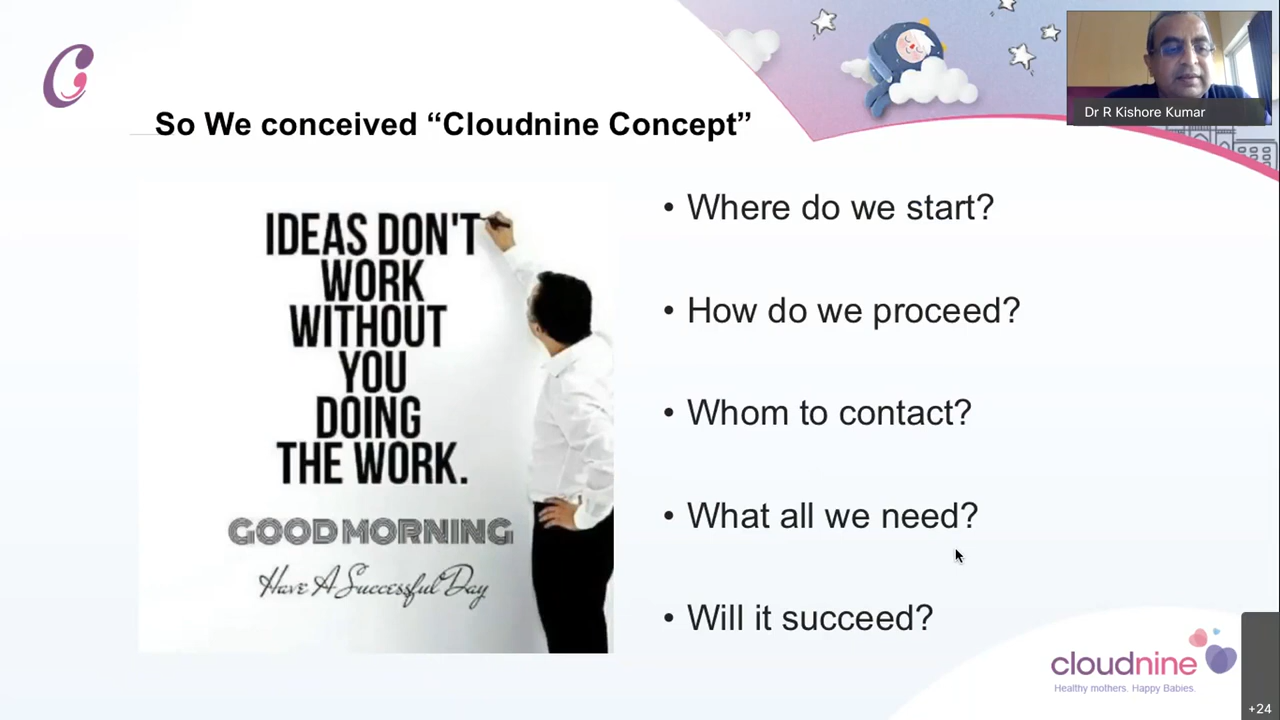 So We conceived “Cloudnine Concept”
Dr R Kishore Kumar
IDEAS DON'T
WORK
WITHOUT
YOU
DOING
THE WORK.
GOOD MORNING
Have A Successful Day
• Where do we start?
• How do we proceed?
• Whom to contact?
• What all we need?
• Will it succeed?
cloudnine
Healthy mothers. Happy Babies.
+24